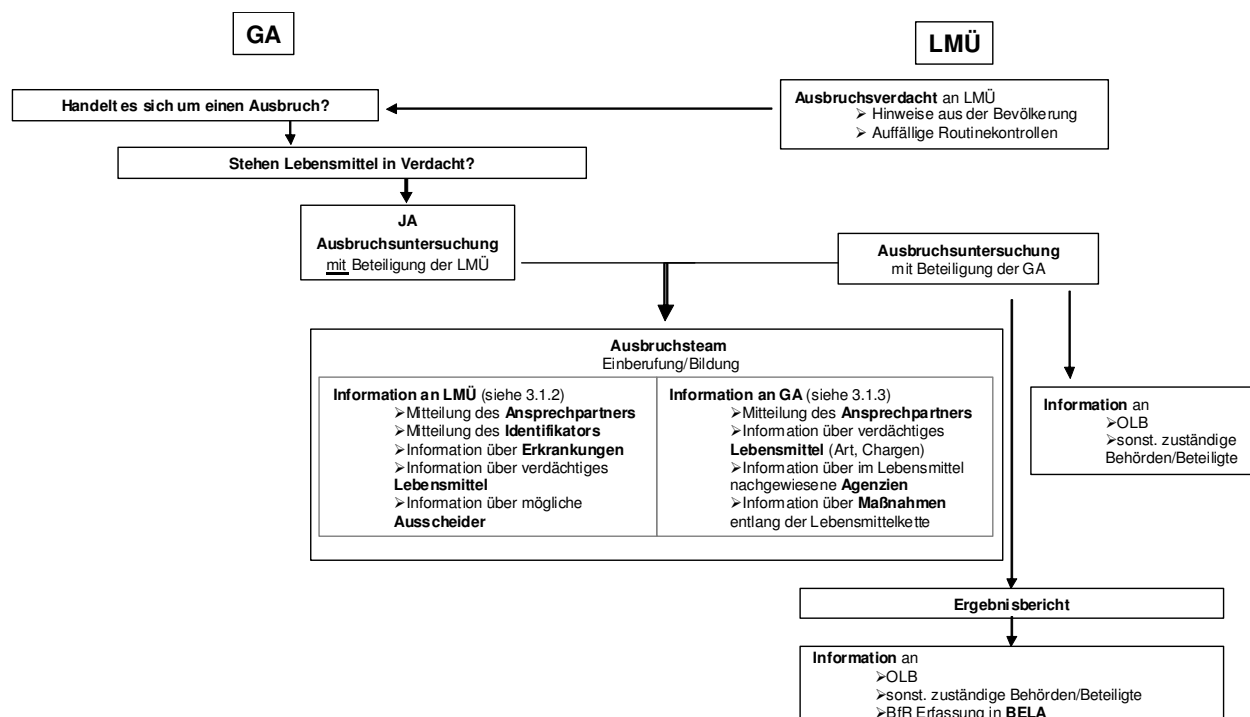 GA
LMÜ
Handelt es sich um einen Ausbruch?
Ausbruchsverdacht an LMÜ
➢ Hinweise aus der Bevölkerung
➢ Auffällige Routinekontrollen
Stehen Lebensmittel in Verdacht?
JA
Ausbruchsuntersuchung
mit Beteiligung der LMÜ
Ausbruchsuntersuchung
mit Beteiligung der GA
Ausbruchsteam
Einberufung/Bildung
Information an LMÜ (siehe 3.1.2)
➢Mitteilung des Ansprechpartners
➢Mitteilung des Identifikators
➢Information über Erkrankungen
➢Information über verdächtiges
Lebensmittel
➢Information über mögliche
Ausscheider
Information an GA (siehe 3.1.3)
➢Mitteilung des Ansprechpartners
➢Information über verdächtiges
Lebensmittel (Art, Chargen)
➢Information über im Lebensmittel
nachgewiesene Agenzien
➢Information über Maßnahmen
entlang der Lebensmittelkette
Information an
➢OLB
➢sonst. zuständige
Behörden/Beteiligte
Ergebnisbericht
Information an
➢OLB
➢sonst. zuständige Behörden/Beteiligte
➢BfR Erfassung in BELA